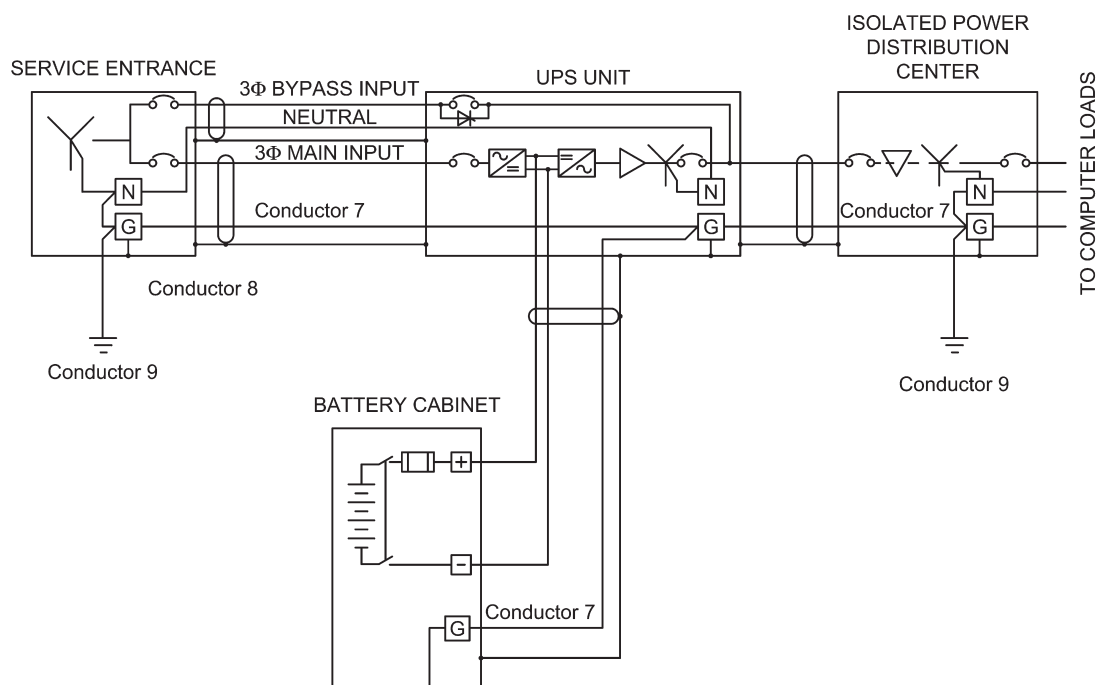 ISOLATED POWER
DISTRIBUTION
CENTER
SERVICE ENTRANCE
UPS UNIT
3Φ BYPASS INPUT
NEUTRAL
3Φ MAIN INPUT
TO COMPUTER LOADS
N
N
N
Conductor 7
Conductor 7
G
G
G
Conductor 8
Conductor 9
Conductor 9
BATTERY CABINET
+
−
Conductor 7
G